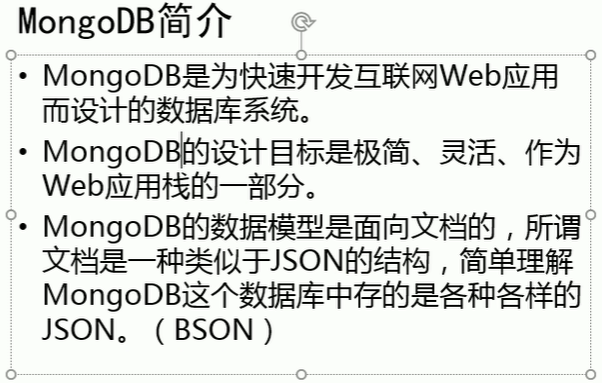 MongoDB简介
• MongoDB是为快速开发互联网Web应用
而设计的数据库系统。
• MongoDB的设计目标是极简、灵活、作为
Web应用栈的一部分。
• MongoDB的数据模型是面向文档的，所谓
文档是一种类似于JSON的结构，简单理解
MongoDB这个数据库中存的是各种各样的
JSON。（BSON）